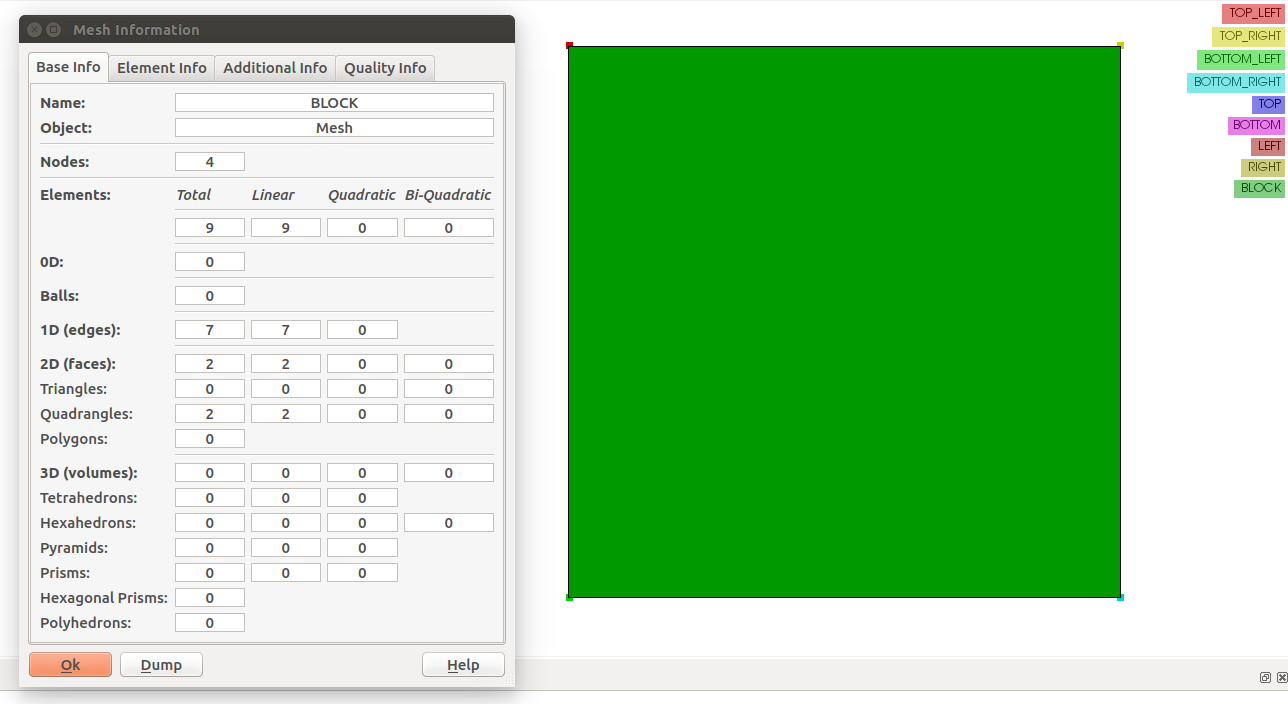 Mesh Information
Base Info Element Info Additional Info Quality Info
Name: BLOCK
Object: Mesh
Nodes: 4
Elements: Total Linear Quadratic Bi-Quadratic
9 9 0 0
0D: 0
Balls: 0
1D (edges): 7 7 0
2D (faces): 2 2 0 0
Triangles: 0 0 0 0
Quadrangles: 2 2 0 0
Polygons: 0
3D (volumes): 0 0 0 0
Tetrahedrons: 0 0 0
Hexahedrons: 0 0 0 0
Pyramids: 0 0 0
Prisms: 0 0 0
Hexagonal Prisms: 0
Polyhedrons: 0
Ok Dump Help
TOP_LEFT
TOP_RIGHT
BOTTOM_LEFT
BOTTOM_RIGHT
TOP
BOTTOM
LEFT
RIGHT
BLOCK